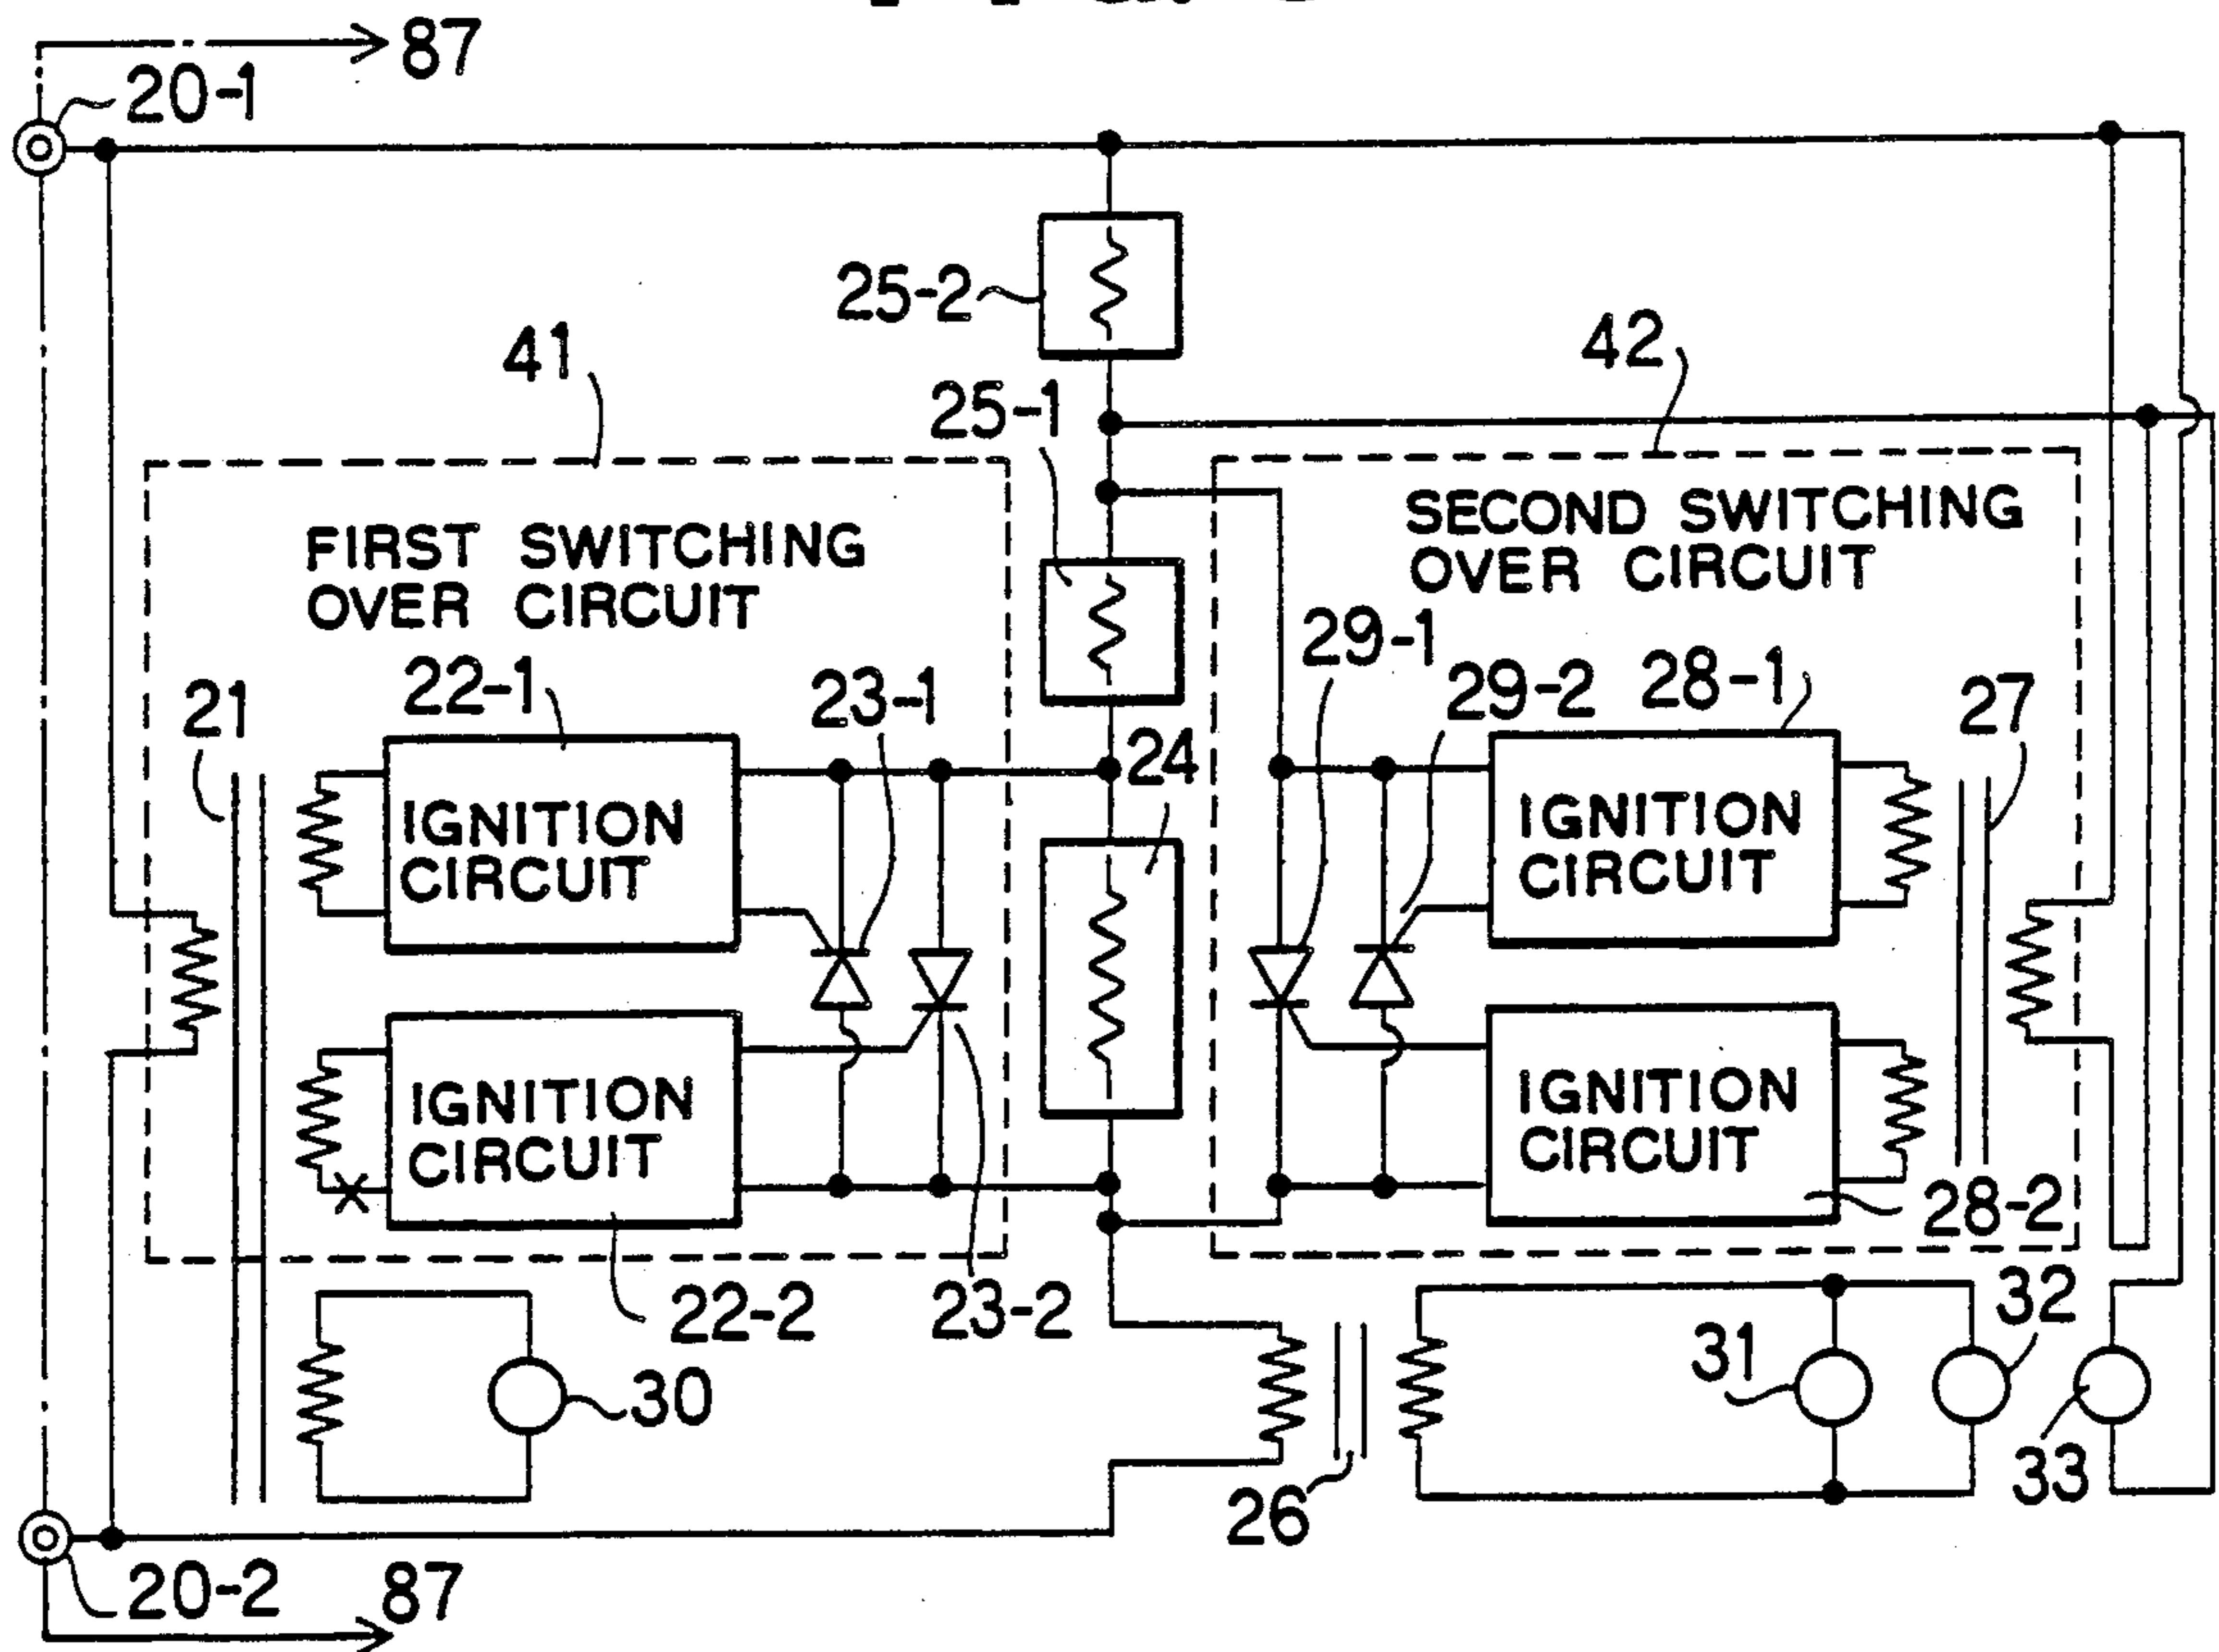 87
20-1
25-2
41
42
25-1
FIRST SWITCHING
OVER CIRCUIT
SECOND SWITCHING
OVER CIRCUIT
29-1
22-1
23-1
29-2
28-1
21
27
24
IGNITION
CIRCUIT
IGNITION
CIRCUIT
IGNITION
CIRCUIT
IGNITION
CIRCUIT
28-2
22-2
23-2
32
31
30
33
26
20-2
87